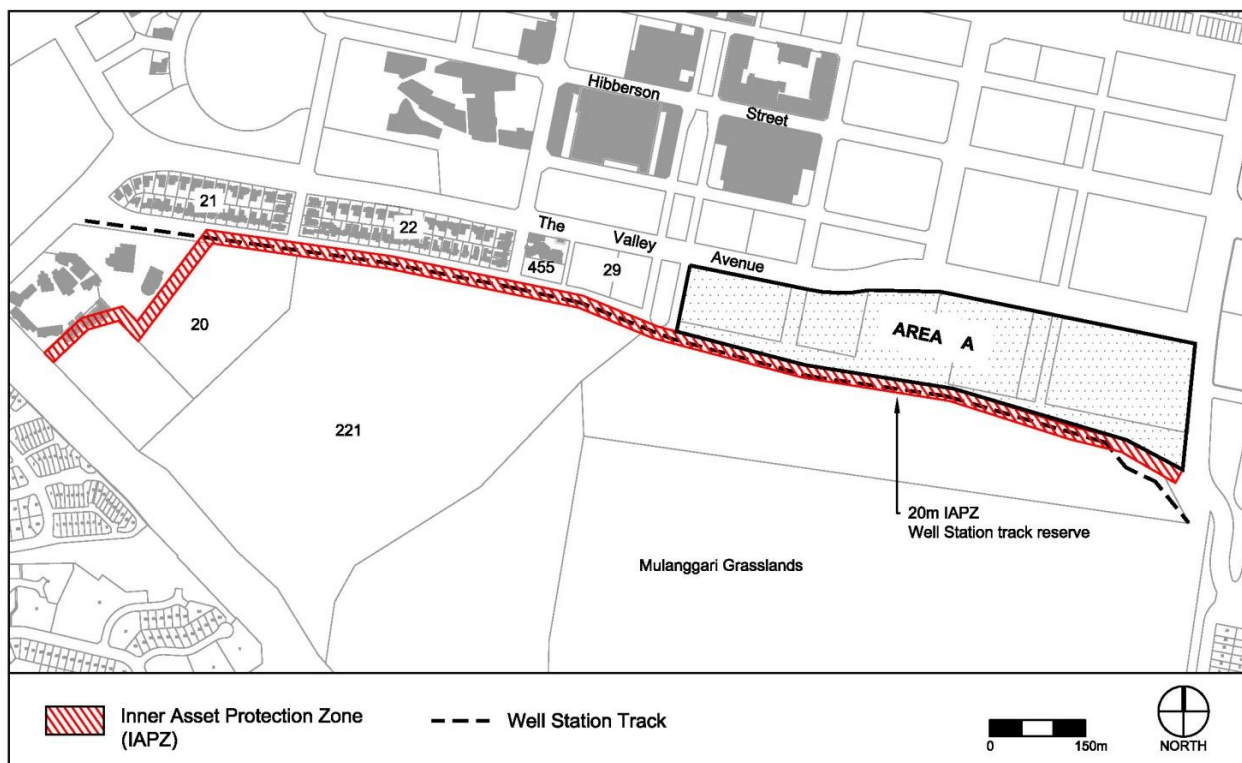 Hibberson
Street
21
22
The
Valley
Avenue
455
29
20
AREA A
221
20m IAPZ
Well Station track reserve
Mulanggari Grasslands
Inner Asset Protection Zone
(IAPZ)
Well Station Track
0
150m
NORTH